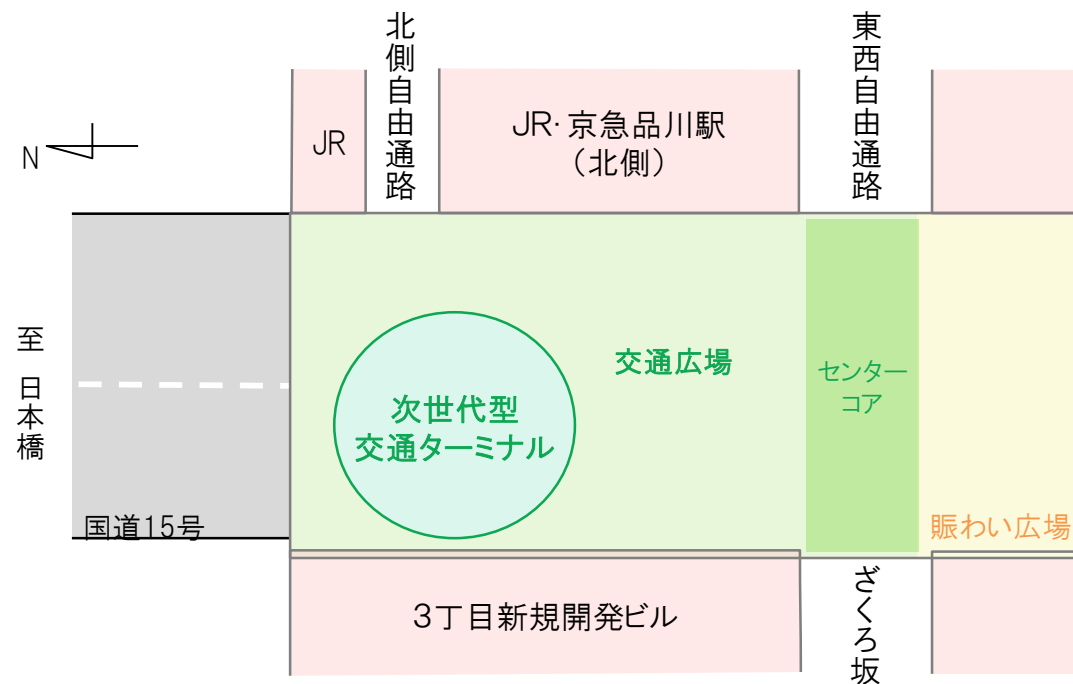 北側自由通路
東西自由通路
JR
JR・京急品川駅
（北側）
N
至 日本橋
国道15号
交通広場
次世代型
交通ターミナル
センター
コア
賑わい広場
3丁目新規開発ビル
ざくろ坂